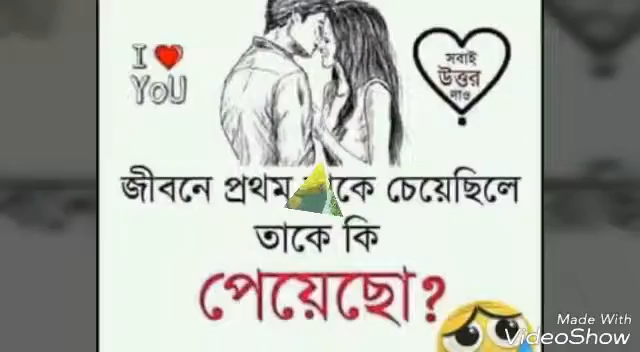 I ❤ YOU
সবাই
উত্তর
দাও
জীবনে প্রথম চেয়েছিলে
তাকে কি
পেয়েছো?
Made With
VideoShow